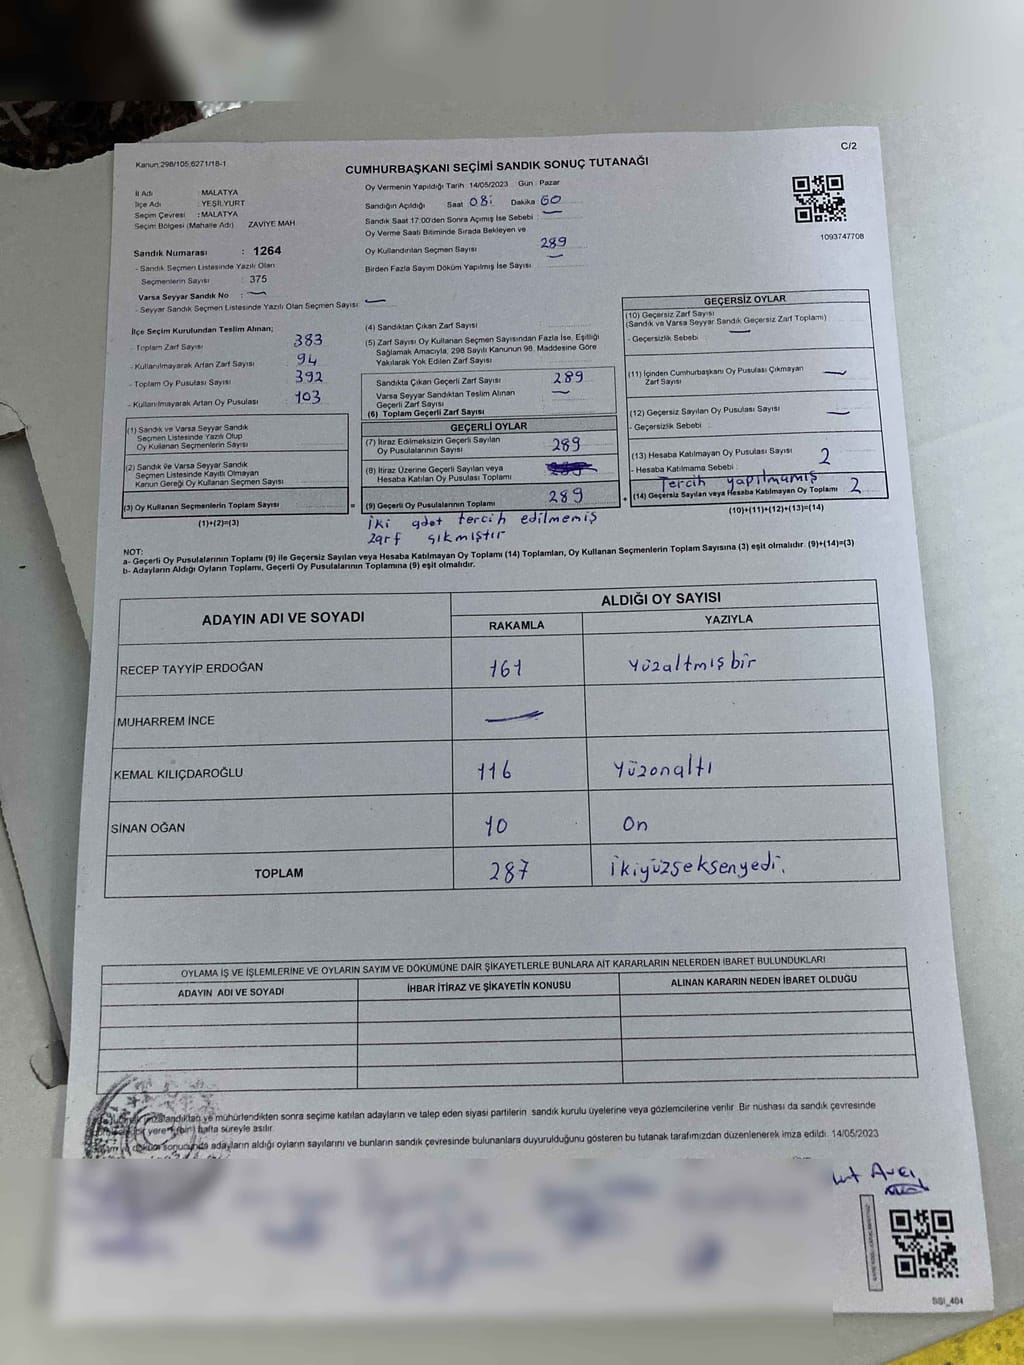 Kanun:298/105;6271/18-1
C/2
CUMHURBAŞKANI SEÇİMİ SANDIK SONUÇ TUTANAĞI
İl Adı : MALATYA
İlçe Adı : YEŞİLYURT
Seçim Çevresi : MALATYA
Seçim Bölgesi (Mahalle Adı) ZAVİYE MAH
Oy Vermenin Yapıldığı Tarih 14/05/2023 Gün : Pazar
Sandığın Açıldığı Saat 08: Dakika 00
Sandık Saat 17:00'den Sonra Açımış İse Sebebi :
Oy Verme Saati Bitiminde Sırada Bekleyen ve
Oy Kullandırılan Seçmen Sayısı 289
Birden Fazla Sayım Döküm Yapılmış İse Sayısı
1093747708
Sandık Numarası : 1264
- Sandık Seçmen Listesinde Yazılı Olan
Seçmenlerin Sayısı : 375
Varsa Seyyar Sandık No : —
- Seyyar Sandık Seçmen Listesinde Yazılı Olan Seçmen Sayısı: —
İlçe Seçim Kurulundan Teslim Alınan;
- Toplam Zarf Sayısı 383
- Kullanılmayarak Artan Zarf Sayısı 94
- Toplam Oy Pusulası Sayısı 392
- Kullanılmayarak Artan Oy Pusulası 103
(1) Sandık ve Varsa Seyyar Sandık
Seçmen Listesinde Yazılı Olup
Oy Kullanan Seçmenlerin Sayısı
(2) Sandık ve Varsa Seyyar Sandık
Seçmen Listesinde Kayıtlı Olmayan
Kanun Gereği Oy Kullanan Seçmen Sayısı
(3) Oy Kullanan Seçmenlerin Toplam Sayısı
(1)+(2)=(3)
=
(4) Sandıktan Çıkan Zarf Sayısı
(5) Zarf Sayısı Oy Kullanan Seçmen Sayısından Fazla İse, Eşitliği
Sağlamak Amacıyla, 298 Sayılı Kanunun 98. Maddesine Göre
Yakılarak Yok Edilen Zarf Sayısı
Sandıkta Çıkan Geçerli Zarf Sayısı 289
Varsa Seyyar Sandıktan Teslim Alınan
Geçerli Zarf Sayısı —
(6) Toplam Geçerli Zarf Sayısı
GEÇERLİ OYLAR
(7) İtiraz Edilmeksizin Geçerli Sayılan
Oy Pusulasının Sayısı 289
(8) İtiraz Üzerine Geçerli Sayılan veya
Hesaba Katılan Oy Pusulası Toplamı
(9) Geçerli Oy Pusulalarının Toplamı 289
iki adet tercih edilmemiş
zarf çıkmıştır
+
GEÇERSİZ OYLAR
(10) Geçersiz Zarf Sayısı
(Sandık ve Varsa Seyyar Sandık Geçersiz Zarf Toplamı)
- Geçersizlik Sebebi : —
(11) İçinden Cumhurbaşkanı Oy Pusulası Çıkmayan
Zarf Sayısı —
(12) Geçersiz Sayılan Oy Pusulası Sayısı —
- Geçersizlik Sebebi :
(13) Hesaba Katılmayan Oy Pusulası Sayısı 2
- Hesaba Katılmama Sebebi :
Tercih yapılmamış
(14) Geçersiz Sayılan veya Hesaba Katılmayan Oy Toplamı 2
(10)+(11)+(12)+(13)=(14)
NOT:
a- Geçerli Oy Pusulalarının Toplamı (9) ile Geçersiz Sayılan veya Hesaba Katılmayan Oy Toplamı (14) Toplamları, Oy Kullanan Seçmenlerin Toplam Sayısına (3) eşit olmalıdır. (9)+(14)=(3)
b- Adayların Aldığı Oyların Toplamı, Geçerli Oy Pusulalarının Toplamına (9) eşit olmalıdır.
ADAYIN ADI VE SOYADI
ALDIĞI OY SAYISI
RAKAMLA YAZIYLA
RECEP TAYYİP ERDOĞAN 161 yüzaltmışbir
MUHARREM İNCE —
KEMAL KILIÇDAROĞLU 116 yüzonaltı
SİNAN OĞAN 10 On
TOPLAM 287 ikiyüzseksenyedi.
OYLAMA İŞ VE İŞLEMLERİNE VE OYLARIN SAYIM VE DÖKÜMÜNE DAİR ŞİKAYETLERLE BUNLARA AİT KARARLARIN NELERDEN İBARET BULUNDUKLARI
ADAYIN ADI VE SOYADI İHBAR İTİRAZ VE ŞİKAYETİN KONUSU ALINAN KARARIN NEDEN İBARET OLDUĞU
mühürlendikten sonra seçime katılan adayların ve talep eden siyasi partilerin sandık kurulu üyelerine veya gözlemcilerine verilir. Bir nüshası da sandık çevresinde
hafta süreyle asılır.
sonucunda adayların aldığı oyların sayılarını ve bunların sandık çevresinde bulunanlara duyurulduğunu gösteren bu tutanak tarafımızdan düzenlenerek imza edildi. 14/05/2023
Avcı
SSI_404